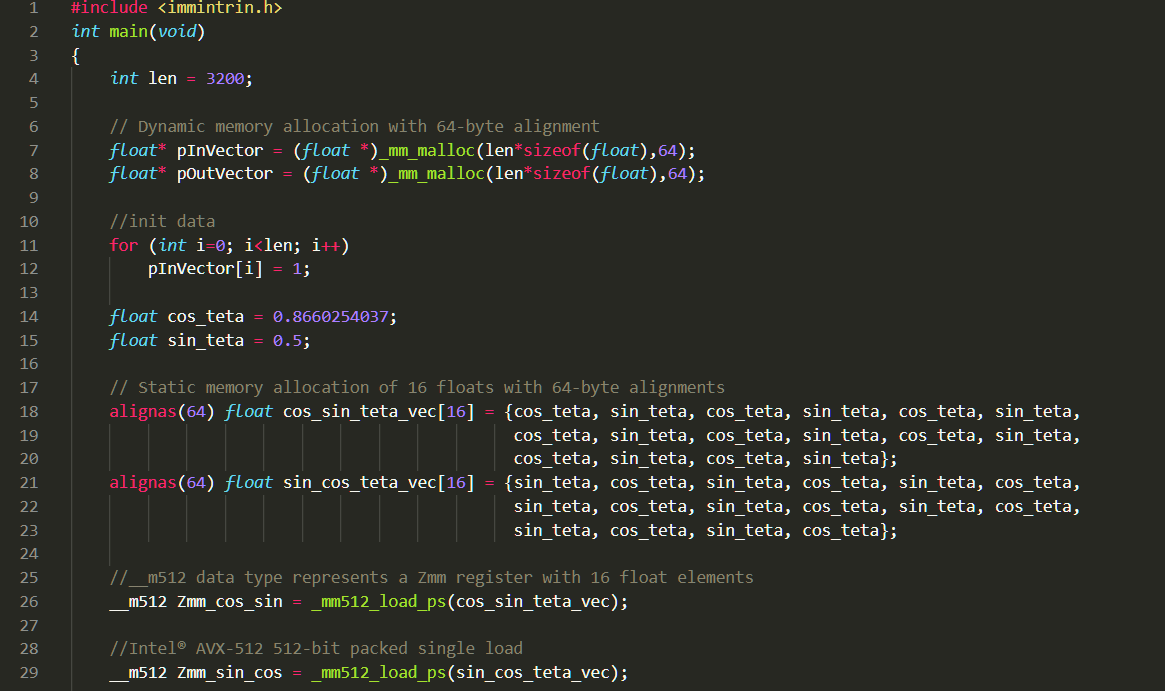 1 #include <immintrin.h>
2 int main(void)
3 {
4     int len = 3200;
5
6     // Dynamic memory allocation with 64-byte alignment
7     float* pInVector = (float *)_mm_malloc(len*sizeof(float),64);
8     float* pOutVector = (float *)_mm_malloc(len*sizeof(float),64);
9
10     //init data
11     for (int i=0; i<len; i++)
12         pInVector[i] = 1;
13
14     float cos_teta = 0.8660254037;
15     float sin_teta = 0.5;
16
17     // Static memory allocation of 16 floats with 64-byte alignments
18     alignas(64) float cos_sin_teta_vec[16] = {cos_teta, sin_teta, cos_teta, sin_teta, cos_teta, sin_teta,
19                                               cos_teta, sin_teta, cos_teta, sin_teta, cos_teta, sin_teta,
20                                               cos_teta, sin_teta, cos_teta, sin_teta};
21     alignas(64) float sin_cos_teta_vec[16] = {sin_teta, cos_teta, sin_teta, cos_teta, sin_teta, cos_teta,
22                                               sin_teta, cos_teta, sin_teta, cos_teta, sin_teta, cos_teta,
23                                               sin_teta, cos_teta, sin_teta, cos_teta};
24
25     //__m512 data type represents a Zmm register with 16 float elements
26     __m512 Zmm_cos_sin = _mm512_load_ps(cos_sin_teta_vec);
27
28     //Intel® AVX-512 512-bit packed single load
29     __m512 Zmm_sin_cos = _mm512_load_ps(sin_cos_teta_vec);